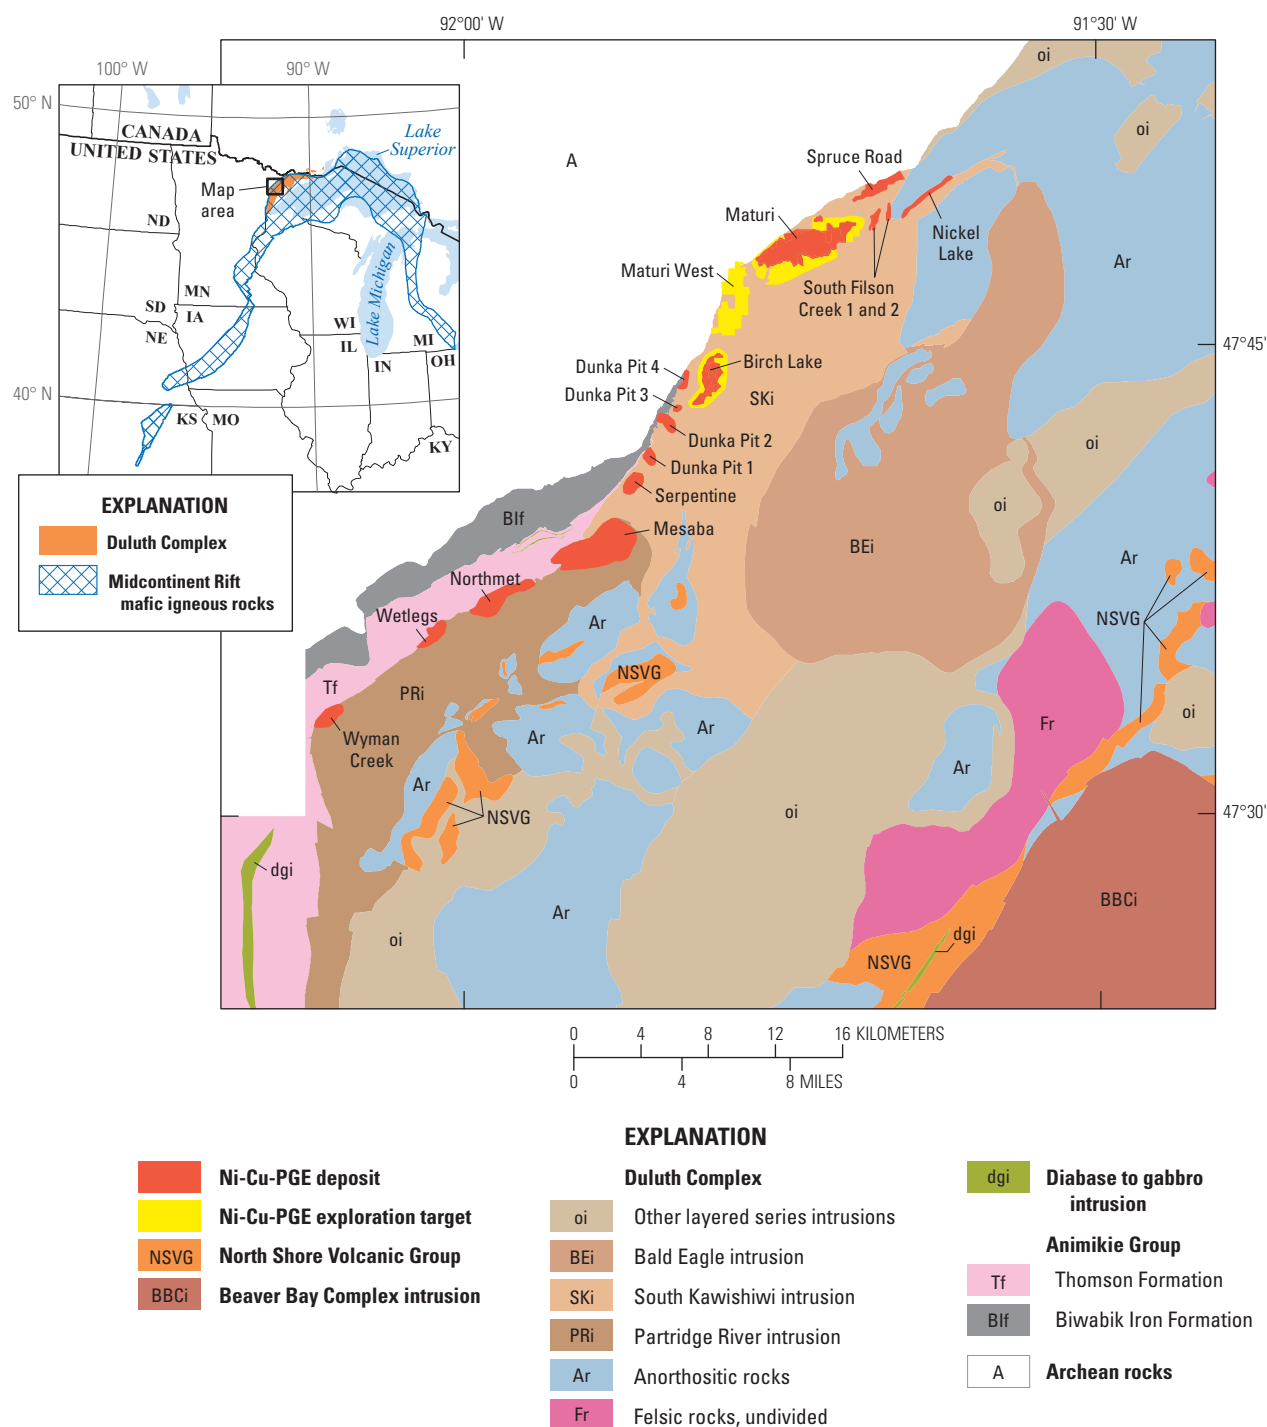 92°00' W
91°30' W
100° W
90° W
50° N
40° N
CANADA
UNITED STATES
Lake
Superior
Map
area
ND
SD
NE
MN
IA
WI
IL
Lake Michigan
MI
IN
OH
KS
MO
KY
EXPLANATION
Duluth Complex
Midcontinent Rift
mafic igneous rocks
oi
oi
A
Spruce Road
Maturi
Nickel
Lake
Ar
Maturi West
South Filson
Creek 1 and 2
47°45'
Dunka Pit 4
Birch Lake
Dunka Pit 3
SKi
Dunka Pit 2
oi
Dunka Pit 1
Serpentine
oi
BIf
Mesaba
BEi
Ar
Northmet
Wetlegs
Ar
NSVG
NSVG
Tf
PRi
oi
Wyman
Creek
Ar
Ar
Fr
Ar
Ar
NSVG
oi
47°30'
dgi
BBCi
Ar
oi
dgi
NSVG
0 4 8 12 16 KILOMETERS
0 4 8 MILES
EXPLANATION
Ni-Cu-PGE deposit
Ni-Cu-PGE exploration target
NSVG North Shore Volcanic Group
BBCi Beaver Bay Complex intrusion
Duluth Complex
oi Other layered series intrusions
BEi Bald Eagle intrusion
SKi South Kawishiwi intrusion
PRi Partridge River intrusion
Ar Anorthositic rocks
Fr Felsic rocks, undivided
dgi Diabase to gabbro
intrusion
Animikie Group
Tf Thomson Formation
BIf Biwabik Iron Formation
A Archean rocks